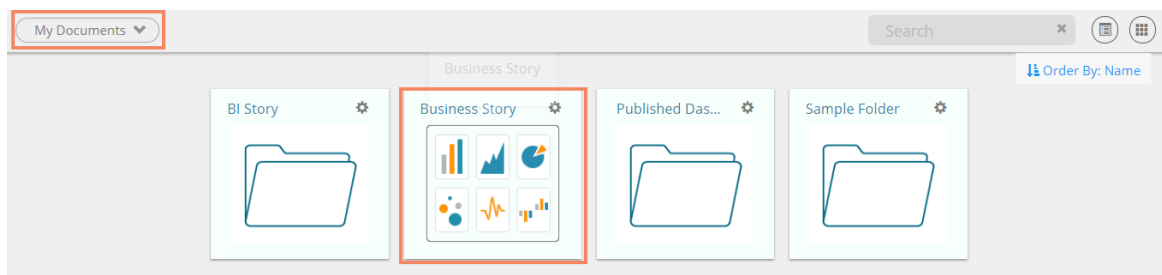 My Documents
Search
Business Story
Order By: Name
BI Story
Business Story
Published Das...
Sample Folder